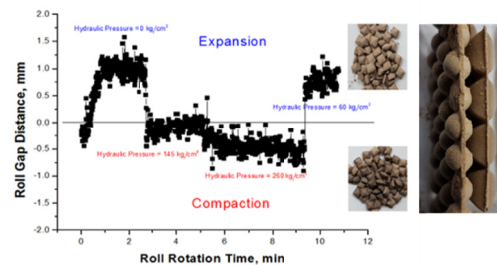 2.0
1.5
1.0
0.5
0.0
-0.5
-1.0
-1.5
-2.0
Roll Gap Distance, mm
Hydraulic Pressure =0 kg/cm²
Expansion
Hydraulic Pressure = 60 kg/cm²
Hydraulic Pressure = 145 kg/cm²
Hydraulic Pressure = 260 kg/cm²
Compaction
0 2 4 6 8 10 12
Roll Rotation Time, min